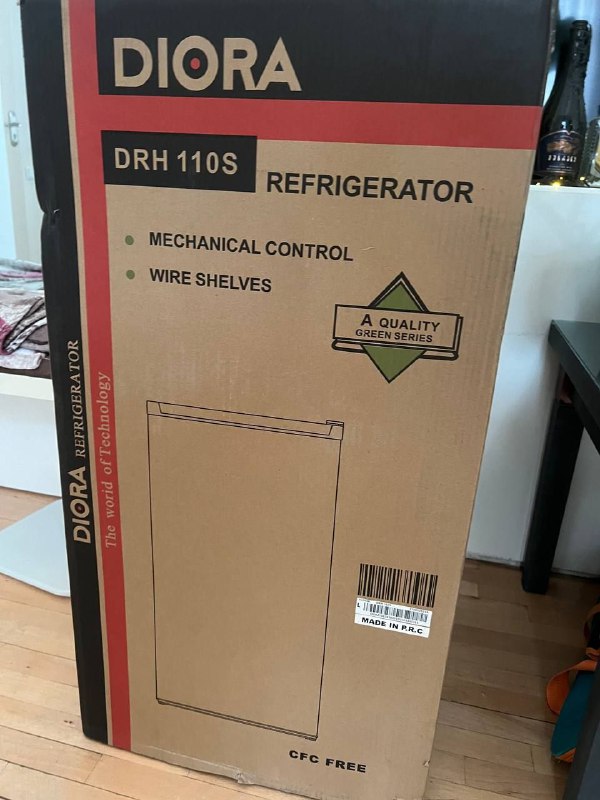 DIORA
DRH 110S
REFRIGERATOR
MECHANICAL CONTROL
WIRE SHELVES
A QUALITY
GREEN SERIES
DIORA REFRIGERATOR
The world of Technology
L
MADE IN P.R.C
CFC FREE